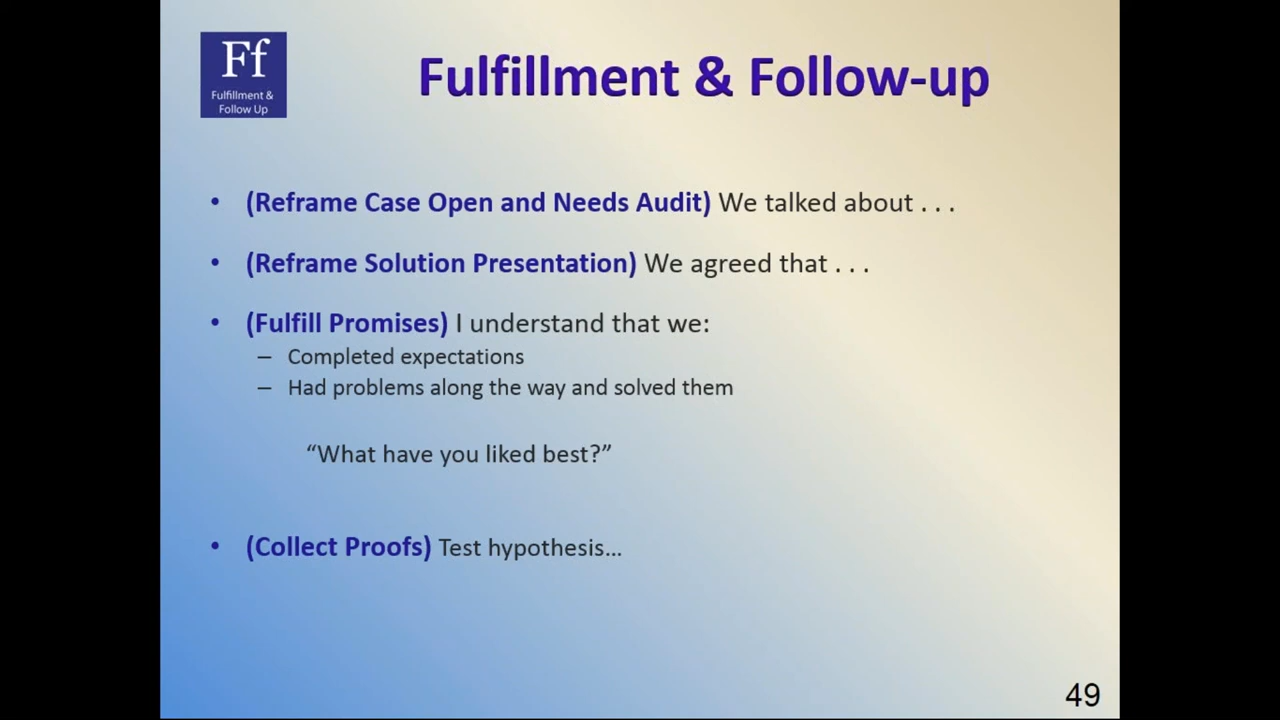 Ff
Fulfillment &
Follow Up
Fulfillment & Follow-up
• (Reframe Case Open and Needs Audit) We talked about . . .
• (Reframe Solution Presentation) We agreed that . . .
• (Fulfill Promises) I understand that we:
– Completed expectations
– Had problems along the way and solved them
“What have you liked best?”
• (Collect Proofs) Test hypothesis…
49